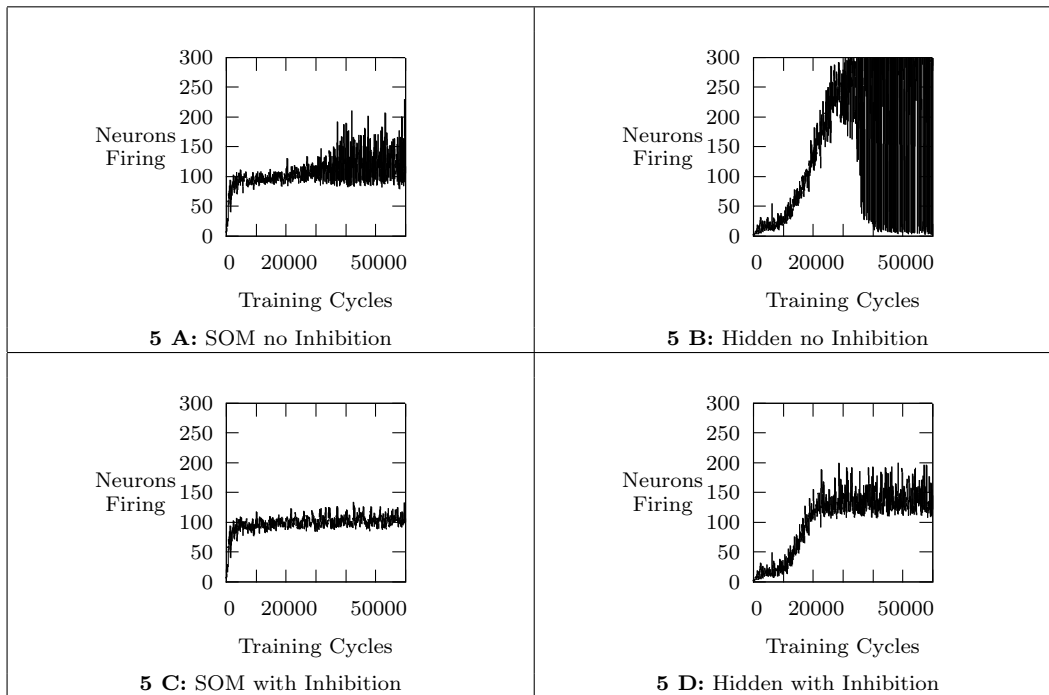 300
250
200
150
100
50
0
Neurons
Firing
0 20000 50000
Training Cycles
5 A: SOM no Inhibition
300
250
200
150
100
50
0
Neurons
Firing
0 20000 50000
Training Cycles
5 B: Hidden no Inhibition
300
250
200
150
100
50
0
Neurons
Firing
0 20000 50000
Training Cycles
5 C: SOM with Inhibition
300
250
200
150
100
50
0
Neurons
Firing
0 20000 50000
Training Cycles
5 D: Hidden with Inhibition